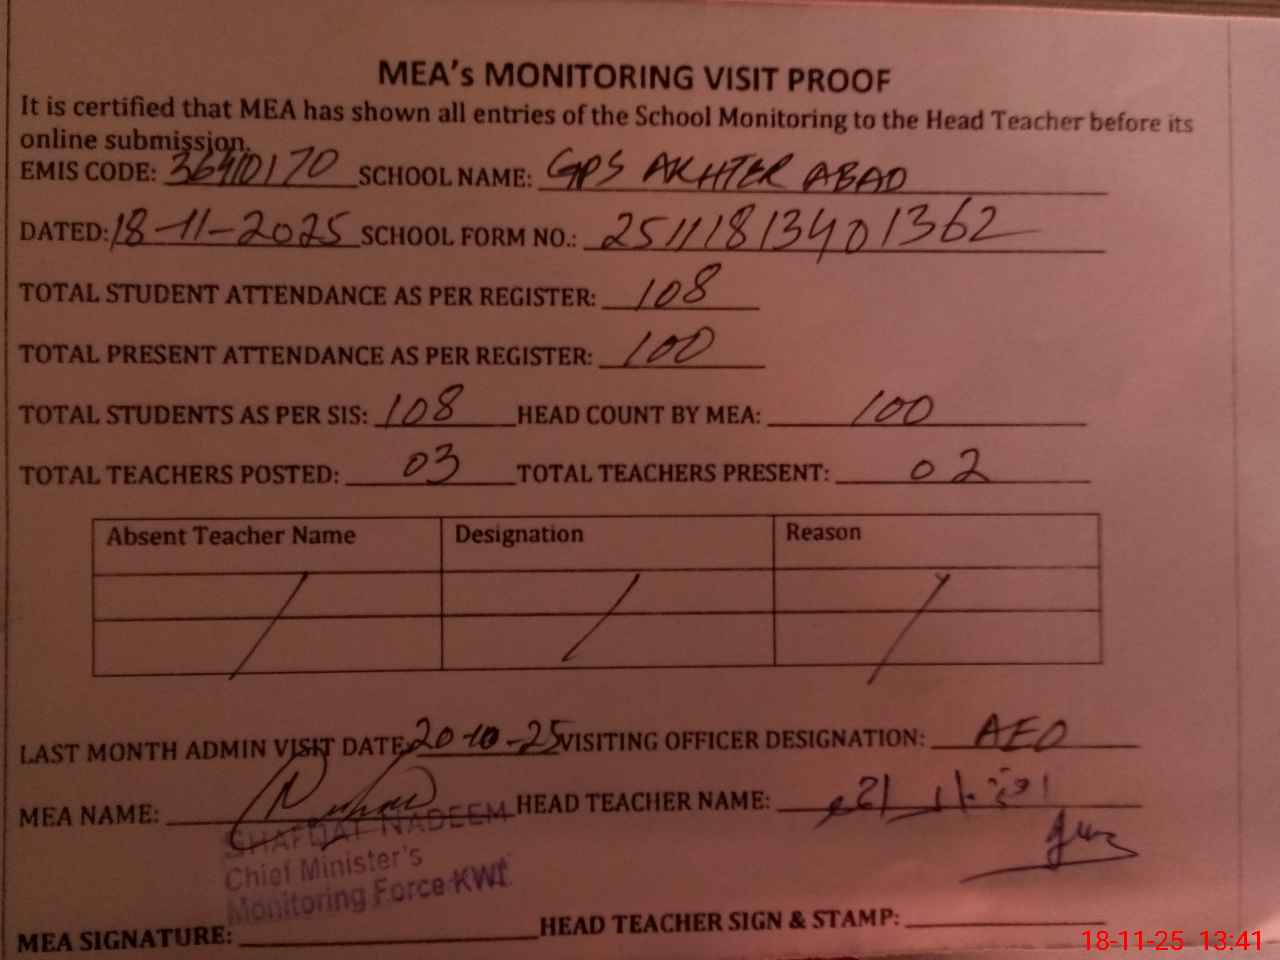 MEA's MONITORING VISIT PROOF
It is certified that MEA has shown all entries of the School Monitoring to the Head Teacher before its
online submission.
EMIS CODE: 36410170 SCHOOL NAME: GPS AKHTER ABAD
DATED: 18-11-2025 SCHOOL FORM NO.: 25111813401362
TOTAL STUDENT ATTENDANCE AS PER REGISTER: 108
TOTAL PRESENT ATTENDANCE AS PER REGISTER: 100
TOTAL STUDENTS AS PER SIS: 108 HEAD COUNT BY MEA: 100
TOTAL TEACHERS POSTED: 03 TOTAL TEACHERS PRESENT: 02
Absent Teacher Name Designation Reason
LAST MONTH ADMIN VISIT DATE 20-10-25 VISITING OFFICER DESIGNATION: AEO
MEA NAME: HEAD TEACHER NAME:
SHAFQAT NADEEM
Chief Minister's
Monitoring Force KWL
MEA SIGNATURE: HEAD TEACHER SIGN & STAMP:
18-11-25 13:41